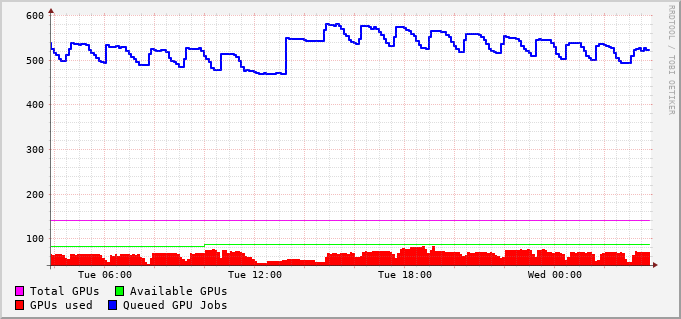 600
500
400
300
200
100
Tue 06:00 Tue 12:00 Tue 18:00 Wed 00:00
Total GPUs Available GPUs
GPUs used Queued GPU Jobs
RRDTOOL / TOBI OETIKER